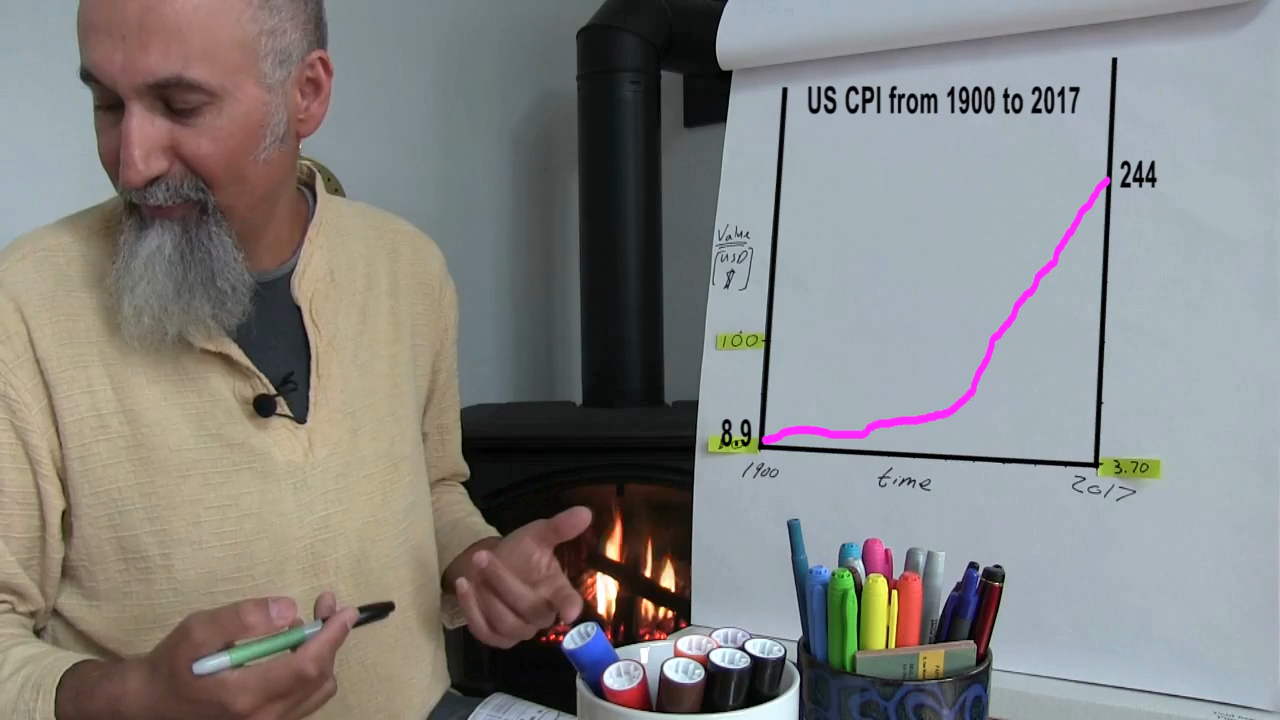 US CPI from 1900 to 2017
244
Value
[USD
$]
100
8.9
3.70
1900
time
2017